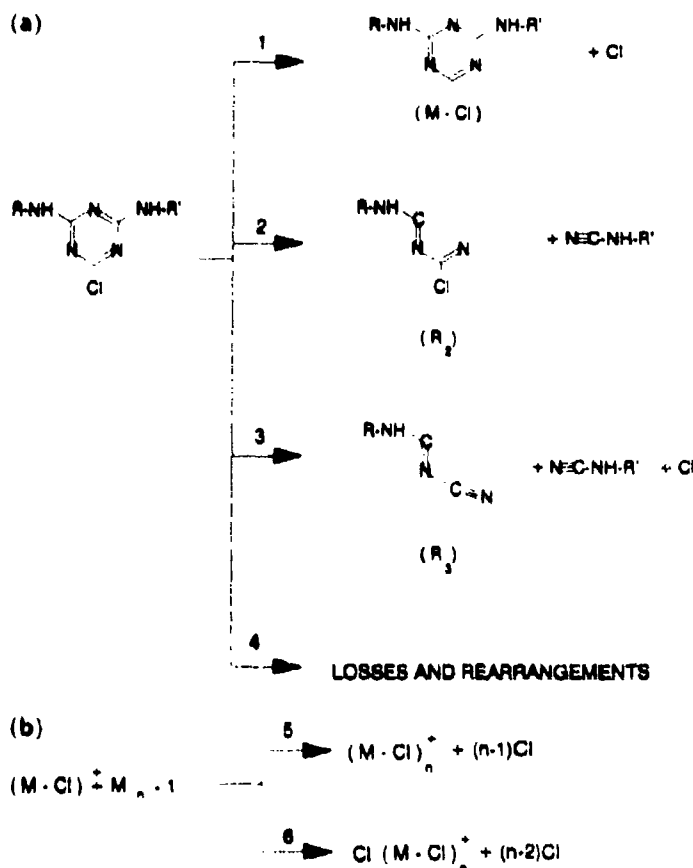 (a)
1
R-NH N NH-R'
N N
+ Cl
(M - Cl)
R-NH N NH-R'
N N
Cl
2
R-NH
C
N N
Cl
+ N≡C-NH-R'
(R₂)
3
R-NH
C
N
C≡N
+ N≡C-NH-R' + Cl
(R₃)
4
LOSSES AND REARRANGEMENTS
(b)
5
(M - Cl)⁺ₙ + (n-1)Cl
(M - Cl)⁺ + Mₙ - 1
6
Cl (M - Cl)⁺ₙ + (n-2)Cl